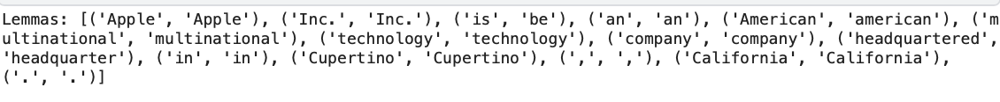 Lemmas: [('Apple', 'Apple'), ('Inc.', 'Inc.'), ('is', 'be'), ('an', 'an'), ('American', 'american'), ('m
ultinational', 'multinational'), ('technology', 'technology'), ('company', 'company'), ('headquartered',
'headquarter'), ('in', 'in'), ('Cupertino', 'Cupertino'), (',', ','), ('California', 'California'),
('.', '.')]